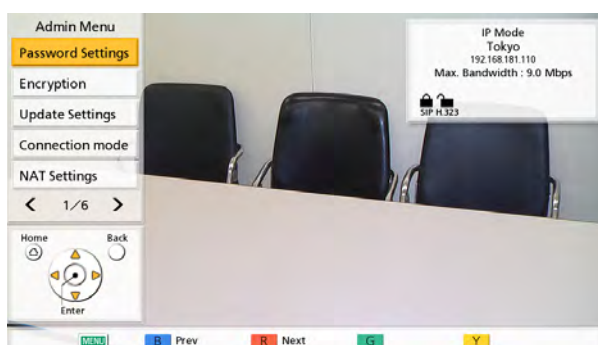 Admin Menu
Password Settings
Encryption
Update Settings
Connection mode
NAT Settings
1/6
Home
Back
Enter
IP Mode
Tokyo
192.168.181.110
Max. Bandwidth : 9.0 Mbps
SIP H.323
MENU B Prev R Next G Y